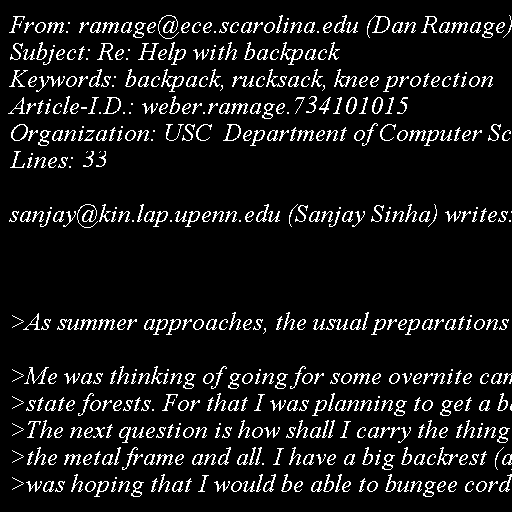 From: ramage@ece.scarolina.edu (Dan Ramage)
Subject: Re: Help with backpack
Keywords: backpack, rucksack, knee protection
Article-I.D.: weber.ramage.734101015
Organization: USC  Department of Computer Sc
Lines: 33

sanjay@kin.lap.upenn.edu (Sanjay Sinha) writes:

>As summer approaches, the usual preparations

>Me was thinking of going for some overnite cam
>state forests. For that I was planning to get a b
>The next question is how shall I carry the thing
>the metal frame and all. I have a big backrest (a
>was hoping that I would be able to bungee cord